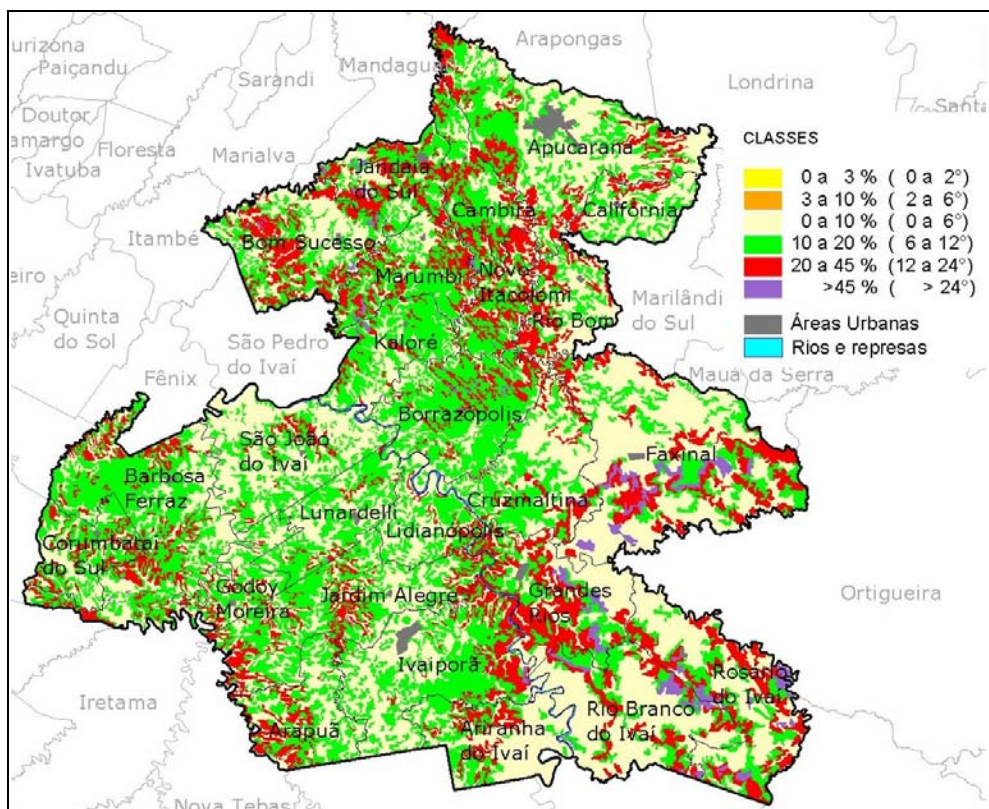 urizona
Paiçandu
Sarandi
Mandagua
Arapongas
Londrina
Santa
Doutor
amargo
Floresta
Ivatuba
Marialva
Apucarana
Jandaia
do Sul
Cambira
Califórnia
Itambé
Bom Sucesso
Marumbi
Novo
Itacolomi
eiro
Quinta
do Sol
São Pedro
do Ivaí
Kaloré
Rio Bom
Marilândi
do Sul
Fênix
Mauá da Serra
Borrazópolis
São João
do Ivaí
Faxinal
Barbosa
Ferraz
Cruzmaltina
Lunardelli
Lidianópolis
Corumbataí
do Sul
Godoy
Moreira
Jardim Alegre
Grandes
Rios
Ortigueira
Ivaiporã
Rosário
do Ivaí
Iretama
Rio Branco
do Ivaí
Arapuã
Ariranha
do Ivaí
Nova Tebas
CLASSES
0 a 3 % ( 0 a 2°)
3 a 10 % ( 2 a 6°)
0 a 10 % ( 0 a 6°)
10 a 20 % ( 6 a 12°)
20 a 45 % (12 a 24°)
>45 % ( > 24°)
Áreas Urbanas
Rios e represas